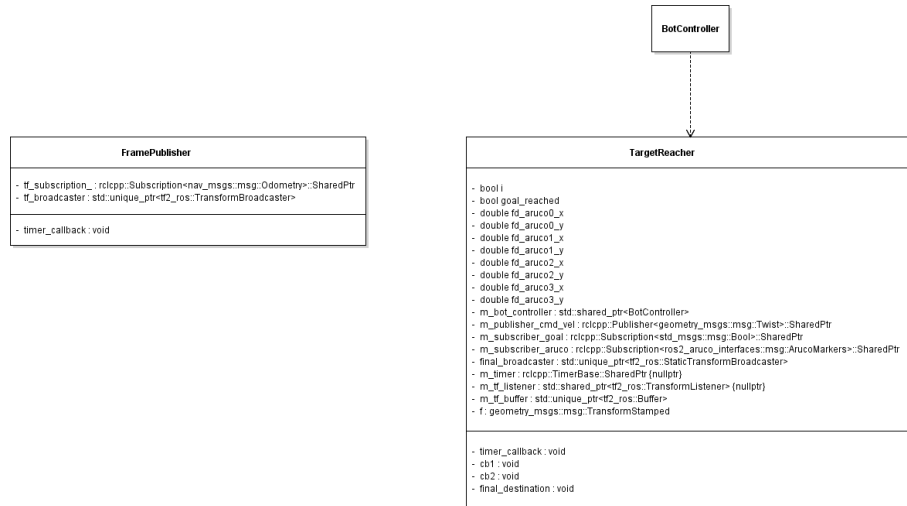 BotController
FramePublisher
- tf_subscription_ : rclcpp::Subscription<nav_msgs::msg::Odometry>::SharedPtr
- tf_broadcaster : std::unique_ptr<tf2_ros::TransformBroadcaster>
- timer_callback : void
TargetReacher
- bool i
- bool goal_reached
- double fd_aruco0_x
- double fd_aruco0_y
- double fd_aruco1_x
- double fd_aruco1_y
- double fd_aruco2_x
- double fd_aruco2_y
- double fd_aruco3_x
- double fd_aruco3_y
- m_bot_controller : std::shared_ptr<BotController>
- m_publisher_cmd_vel : rclcpp::Publisher<geometry_msgs::msg::Twist>::SharedPtr
- m_subscriber_goal : rclcpp::Subscription<std_msgs::msg::Bool>::SharedPtr
- m_subscriber_aruco : rclcpp::Subscription<ros2_aruco_interfaces::msg::ArucoMarkers>::SharedPtr
- final_broadcaster : std::unique_ptr<tf2_ros::StaticTransformBroadcaster>
- m_timer : rclcpp::TimerBase::SharedPtr {nullptr}
- m_tf_listener : std::shared_ptr<tf2_ros::TransformListener> {nullptr}
- m_tf_buffer : std::unique_ptr<tf2_ros::Buffer>
- f : geometry_msgs::msg::TransformStamped
- timer_callback : void
- cb1 : void
- cb2 : void
- final_destination : void